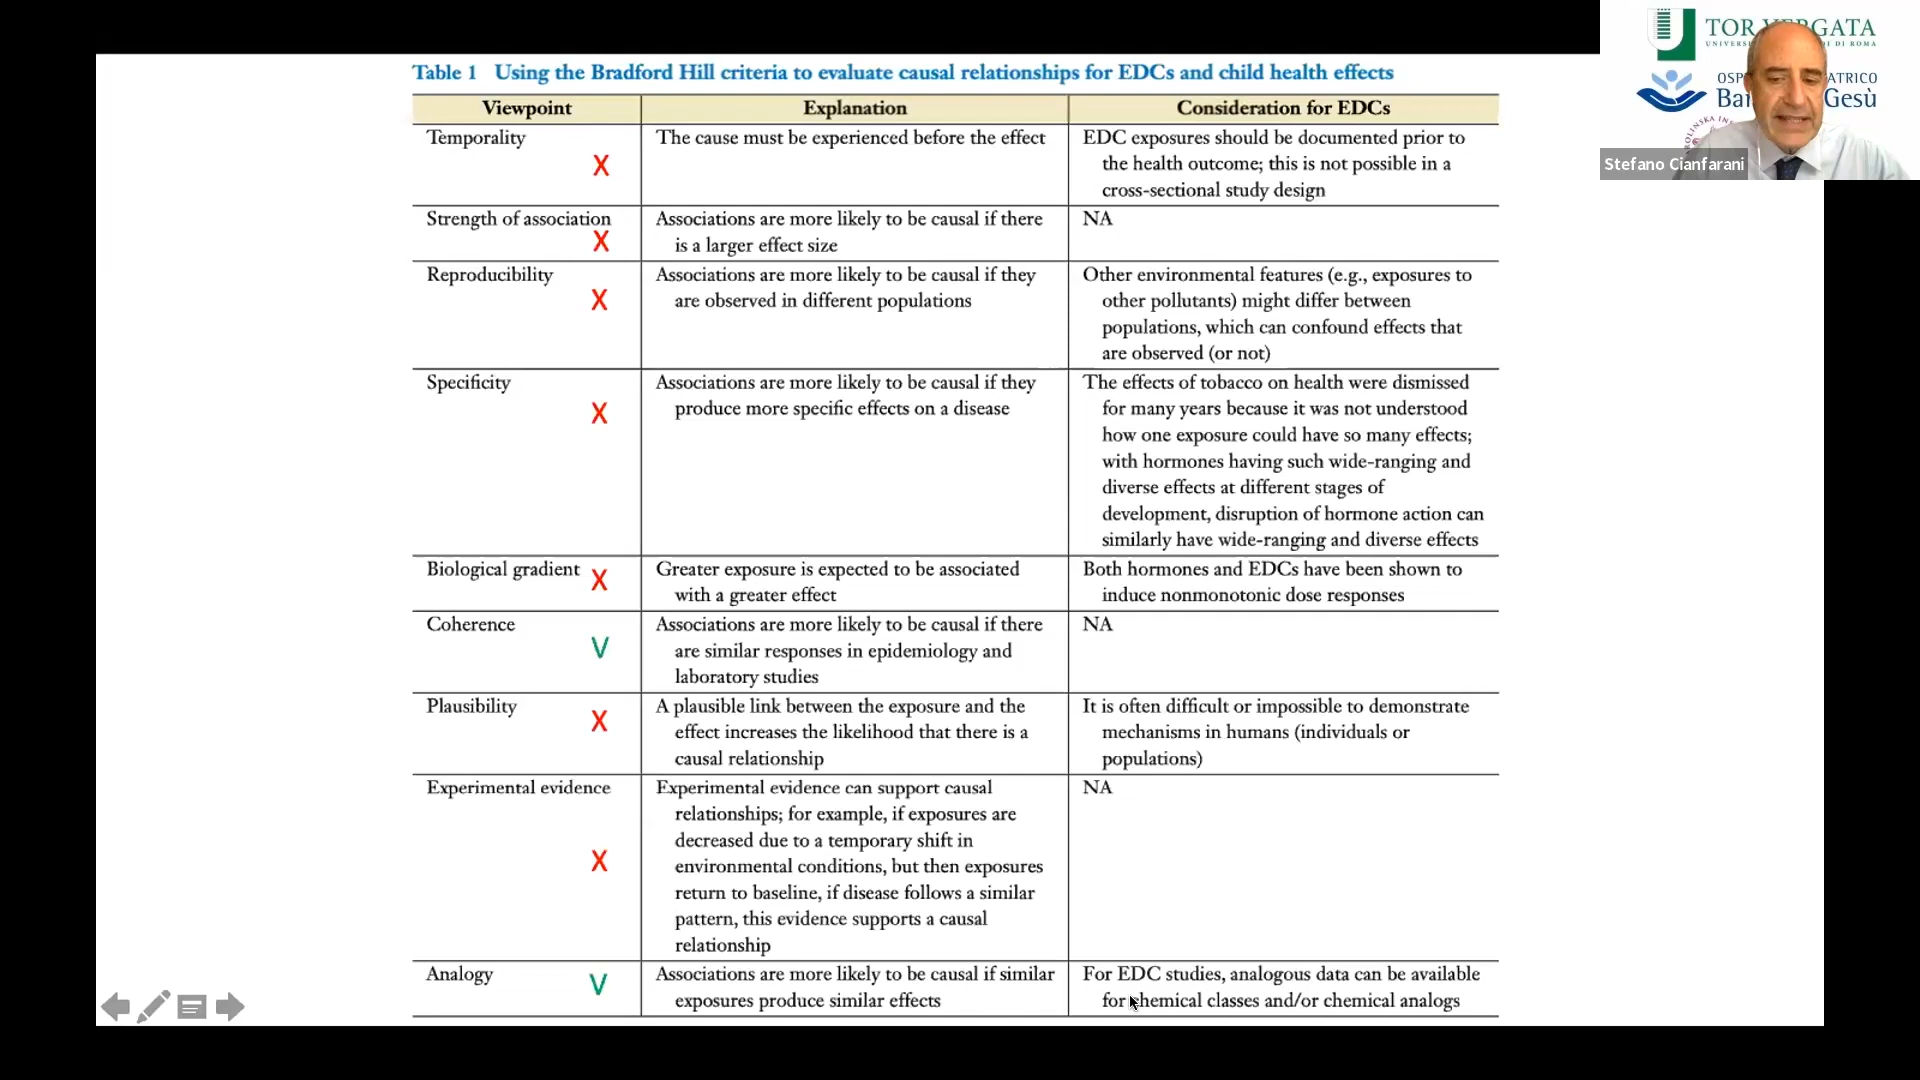 Table 1 Using the Bradford Hill criteria to evaluate causal relationships for EDCs and child health effects
Viewpoint Explanation Consideration for EDCs
Temporality
X
The cause must be experienced before the effect
EDC exposures should be documented prior to
the health outcome; this is not possible in a
cross-sectional study design
Strength of association
X
Associations are more likely to be causal if there
is a larger effect size
NA
Reproducibility
X
Associations are more likely to be causal if they
are observed in different populations
Other environmental features (e.g., exposures to
other pollutants) might differ between
populations, which can confound effects that
are observed (or not)
Specificity
X
Associations are more likely to be causal if they
produce more specific effects on a disease
The effects of tobacco on health were dismissed
for many years because it was not understood
how one exposure could have so many effects;
with hormones having such wide-ranging and
diverse effects at different stages of
development, disruption of hormone action can
similarly have wide-ranging and diverse effects
Biological gradient X
Greater exposure is expected to be associated
with a greater effect
Both hormones and EDCs have been shown to
induce nonmonotonic dose responses
Coherence
V
Associations are more likely to be causal if there
are similar responses in epidemiology and
laboratory studies
NA
Plausibility
X
A plausible link between the exposure and the
effect increases the likelihood that there is a
causal relationship
It is often difficult or impossible to demonstrate
mechanisms in humans (individuals or
populations)
Experimental evidence
X
Experimental evidence can support causal
relationships; for example, if exposures are
decreased due to a temporary shift in
environmental conditions, but then exposures
return to baseline, if disease follows a similar
pattern, this evidence supports a causal
relationship
NA
Analogy
V
Associations are more likely to be causal if similar
exposures produce similar effects
For EDC studies, analogous data can be available
for chemical classes and/or chemical analogs
TOR
Gesù
Stefano Cianfarani